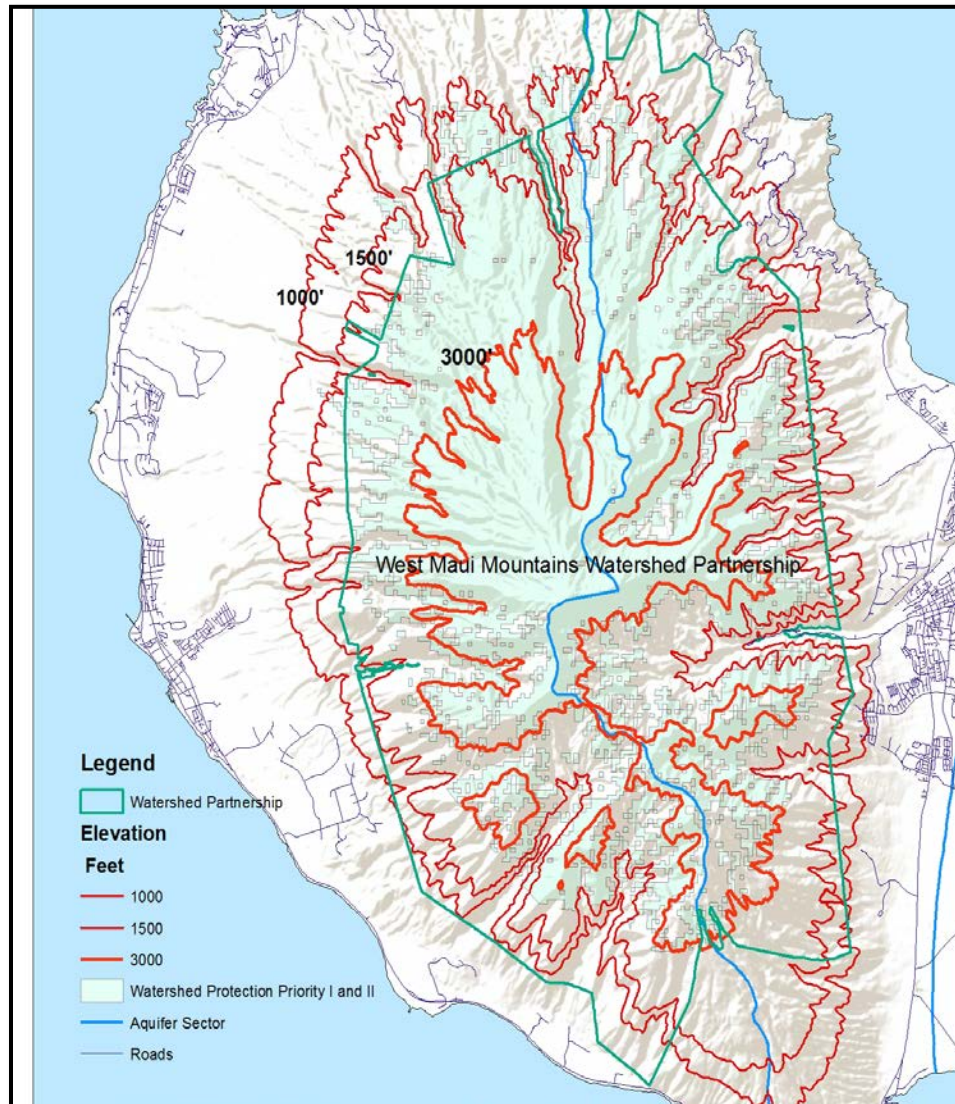 1500'
1000'
3000'
West Maui Mountains Watershed Partnership
Legend
Watershed Partnership
Elevation
Feet
1000
1500
3000
Watershed Protection Priority I and II
Aquifer Sector
Roads